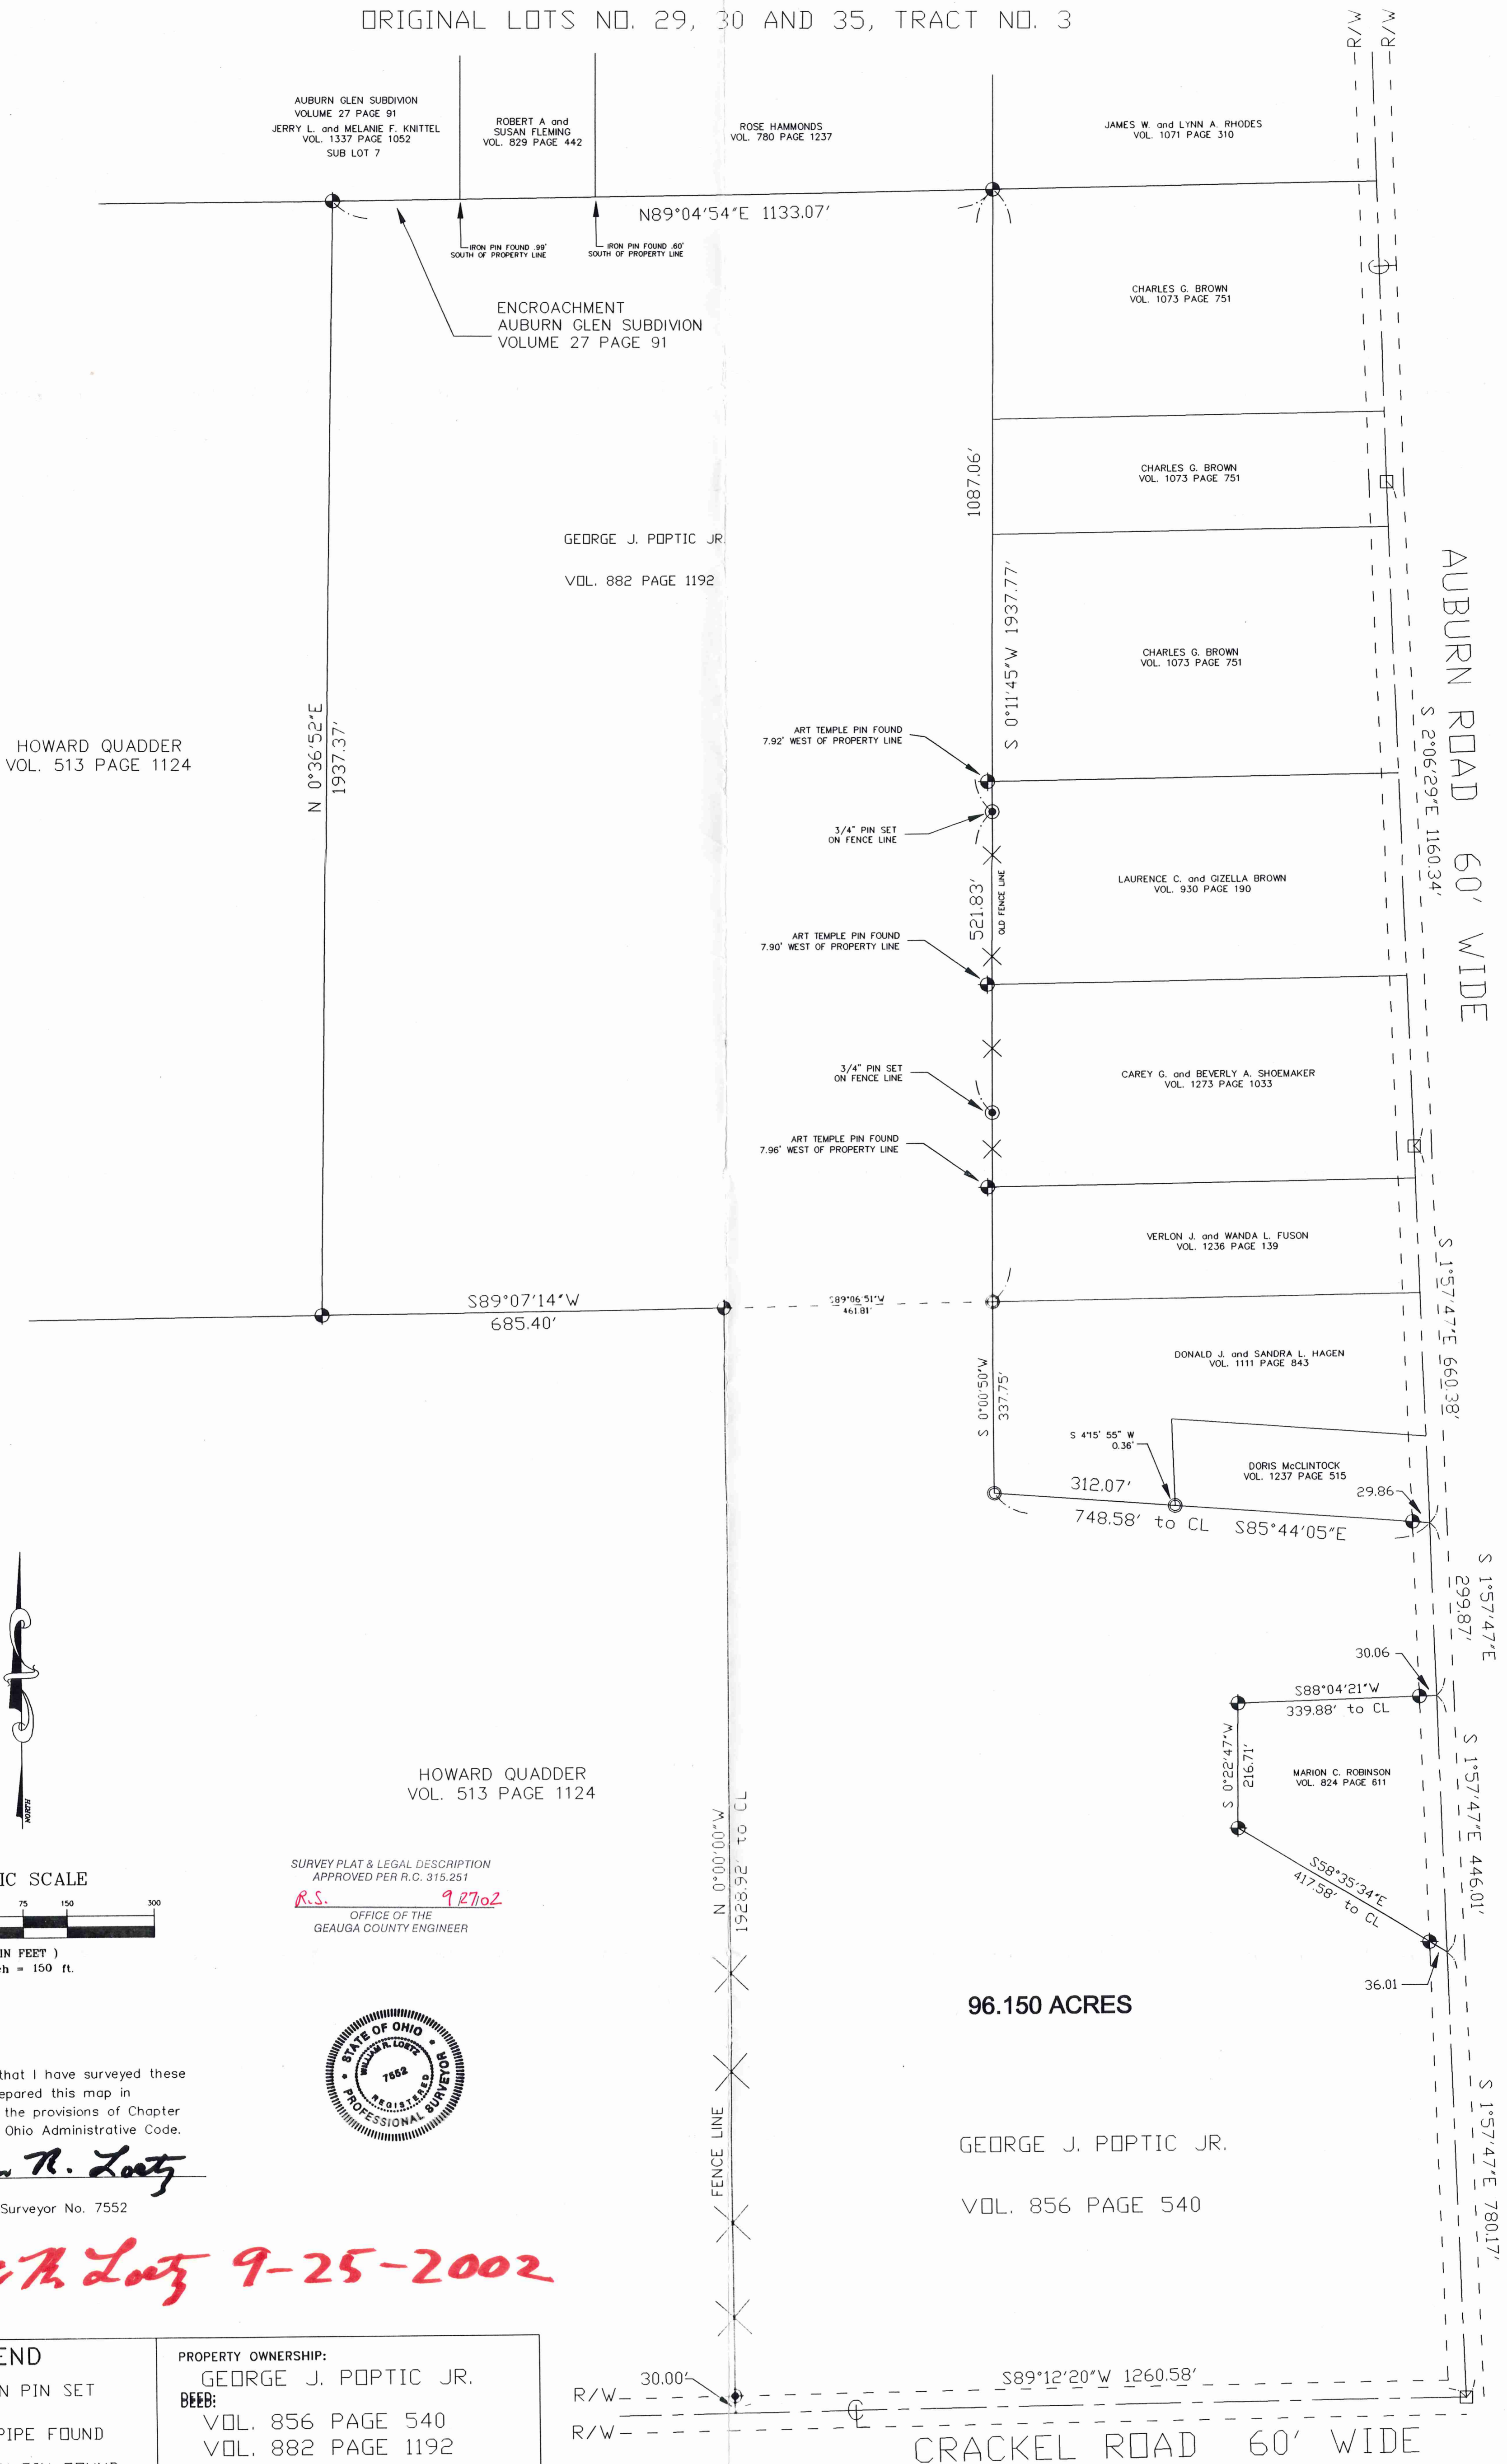 ORIGINAL LOTS NO. 29, 30 AND 35, TRACT NO. 3
R/W
R/W
AUBURN GLEN SUBDIVION
VOLUME 27 PAGE 91
JERRY L. and MELANIE F. KNITTEL
VOL. 1337 PAGE 1052
SUB LOT 7
ROBERT A and
SUSAN FLEMING
VOL. 829 PAGE 442
ROSE HAMMONDS
VOL. 780 PAGE 1237
JAMES W. and LYNN A. RHODES
VOL. 1071 PAGE 310
N89°04'54"E 1133.07'
IRON PIN FOUND .99'
SOUTH OF PROPERTY LINE
IRON PIN FOUND .60'
SOUTH OF PROPERTY LINE
ENCROACHMENT
AUBURN GLEN SUBDIVION
VOLUME 27 PAGE 91
CHARLES G. BROWN
VOL. 1073 PAGE 751
CHARLES G. BROWN
VOL. 1073 PAGE 751
1087.06'
GEORGE J. POPTIC JR.
VOL. 882 PAGE 1192
S 0°11'45"W 1937.77'
CHARLES G. BROWN
VOL. 1073 PAGE 751
AUBURN ROAD 60' WIDE
S 2°06'29"E 1160.34'
HOWARD QUADDER
VOL. 513 PAGE 1124
N 0°36'52"E
1937.37'
ART TEMPLE PIN FOUND
7.92' WEST OF PROPERTY LINE
3/4" PIN SET
ON FENCE LINE
521.83'
OLD FENCE LINE
LAURENCE C. and GIZELLA BROWN
VOL. 930 PAGE 190
ART TEMPLE PIN FOUND
7.90' WEST OF PROPERTY LINE
3/4" PIN SET
ON FENCE LINE
CAREY G. and BEVERLY A. SHOEMAKER
VOL. 1273 PAGE 1033
ART TEMPLE PIN FOUND
7.96' WEST OF PROPERTY LINE
VERLON J. and WANDA L. FUSON
VOL. 1236 PAGE 139
S 1°57'47"E 660.38'
S89°07'14"W
685.40'
S89°06'51"W
461.81'
DONALD J. and SANDRA L. HAGEN
VOL. 1111 PAGE 843
S 0°00'50"W
337.75'
S 4°15' 55" W
0.36'
DORIS McCLINTOCK
VOL. 1237 PAGE 515
29.86
312.07'
748.58' to CL S85°44'05"E
S 1°57'47"E
299.87'
30.06
S88°04'21"W
339.88' to CL
S 0°22'47"W
216.71'
MARION C. ROBINSON
VOL. 824 PAGE 611
S 1°57'47"E 446.01'
S58°35'34"E
417.58' to CL
36.01
NORTH
HOWARD QUADDER
VOL. 513 PAGE 1124
N 0°00'00"W
1928.92' to CL
IC SCALE
75 150 300
IN FEET )
h = 150 ft.
SURVEY PLAT & LEGAL DESCRIPTION
APPROVED PER R.C. 315.251
R.S. 9/27/02
OFFICE OF THE
GEAUGA COUNTY ENGINEER
96.150 ACRES
STATE OF OHIO
WILLIAM R. LOETZ
7552
REGISTERED
PROFESSIONAL SURVEYOR
that I have surveyed these
epared this map in
the provisions of Chapter
Ohio Administrative Code.
R. Loetz
Surveyor No. 7552
R Loetz 9-25-2002
FENCE LINE
GEORGE J. POPTIC JR.
VOL. 856 PAGE 540
S 1°57'47"E 780.17'
END
N PIN SET
PIPE FOUND
PROPERTY OWNERSHIP:
GEORGE J. POPTIC JR.
DEED:
VOL. 856 PAGE 540
VOL. 882 PAGE 1192
30.00'
S89°12'20"W 1260.58'
R/W
R/W
CRACKEL ROAD 60' WIDE